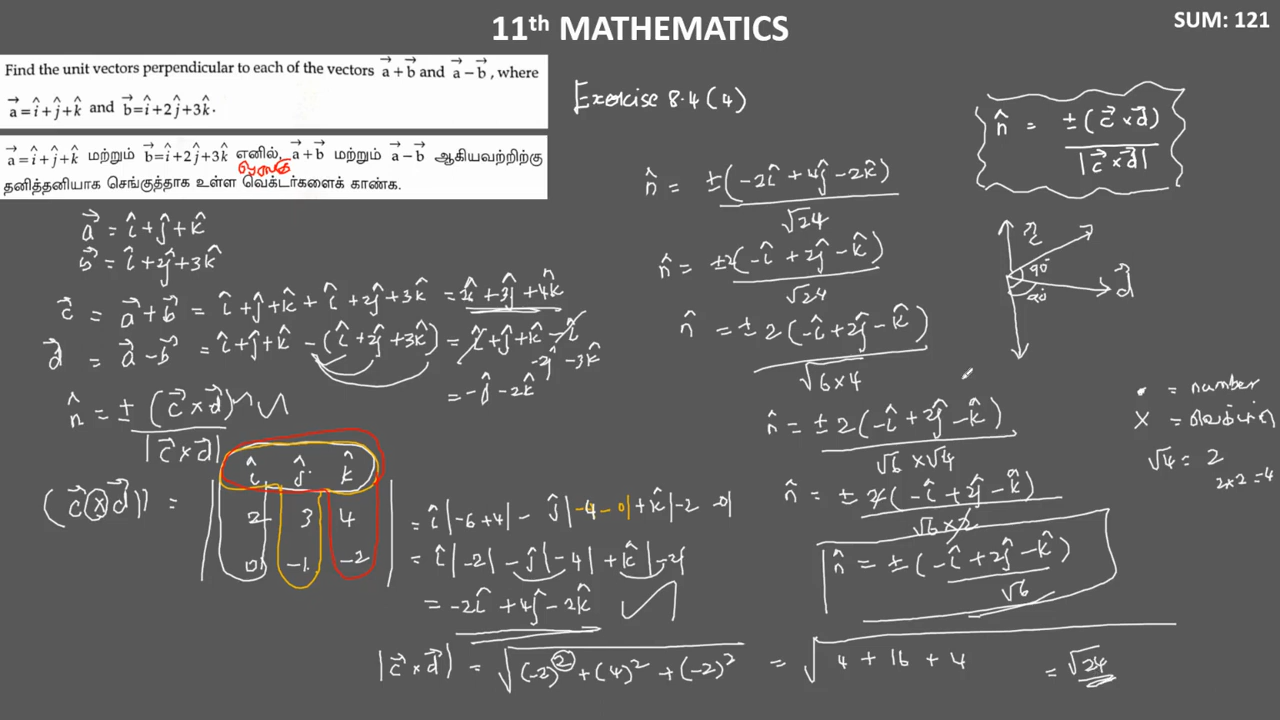 11th MATHEMATICS
SUM: 121
Find the unit vectors perpendicular to each of the vectors a⃗+b⃗ and a⃗−b⃗, where
a⃗=î+ĵ+k̂ and b⃗=î+2ĵ+3k̂.
a⃗=î+ĵ+k̂ மற்றும் b⃗=î+2ĵ+3k̂ எனில், a⃗+b⃗ மற்றும் a⃗−b⃗ ஆகியவற்றிற்கு
தனித்தனியாக செங்குத்தாக உள்ள வெக்டர்களைக் காண்க.
a⃗ = î+ĵ+k̂
b⃗ = î+2ĵ+3k̂
c⃗ = a⃗+b⃗ = î+ĵ+k̂ + î+2ĵ+3k̂ = 2î+3ĵ+4k̂
d⃗ = a⃗−b⃗ = î+ĵ+k̂ −(î+2ĵ+3k̂) = î+ĵ+k̂ −î
−2ĵ −3k̂
= −ĵ −2k̂
n̂ = ± (c⃗×d⃗)
|c⃗×d⃗|
(c⃗×d⃗) =
î ĵ k̂
2 3 4
0 −1 −2
= î|−6+4| − ĵ|−4−0| + k̂|−2 −0|
= î|−2| −ĵ|−4| + k̂|−2|
= −2î +4ĵ −2k̂
|c⃗×d⃗| = √(−2)²+(4)²+(−2)² = √4+16+4 = √24
Exercise 8.4 (4)
n̂ = ±(−2î+4ĵ−2k̂)
√24
n̂ = ±2(−î+2ĵ−k̂)
√24
n̂ = ± 2(−î+2ĵ−k̂)
√6×4
n̂ = ± 2(−î+2ĵ−k̂)
√6 ×√4
n̂ = ± 2(−î+2ĵ−k̂)
√6 ×2
n̂ = ± (−î+2ĵ−k̂)
√6
n̂ = ±(c⃗×d⃗)
|c⃗×d⃗|
c⃗
90°
d⃗
90
• = number
X =
√4 = 2
2×2=4